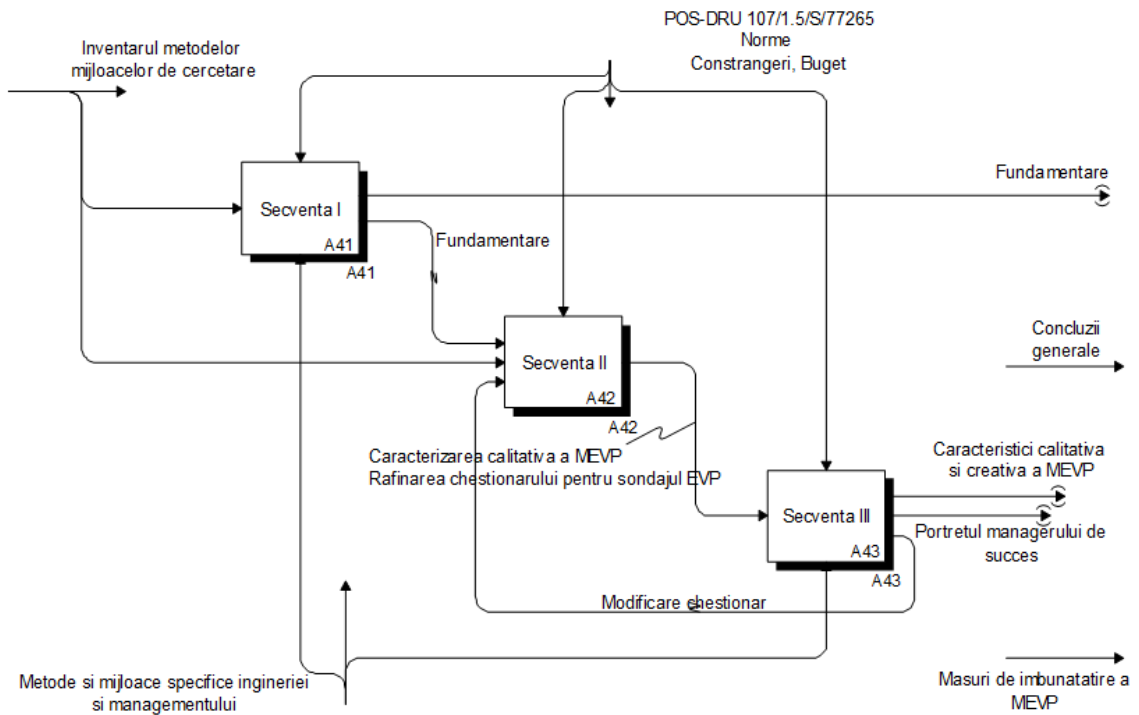 POS-DRU 107/1.5/S/77265
Norme
Constrangeri, Buget
Inventarul metodelor
mijloacelor de cercetare
Fundamentare
Secventa I
A41
A41
Fundamentare
Concluzii
generale
Secventa II
A42
A42
Caracterizarea calitativa a MEVP
Rafinarea chestionarului pentru sondajul EVP
Caracteristici calitativa
si creativa a MEVP
Secventa III
A43
A43
Portretul managerului de
succes
Modificare chestionar
Metode si mijloace specifice ingineriei
si managementului
Masuri de imbunatatire a
MEVP